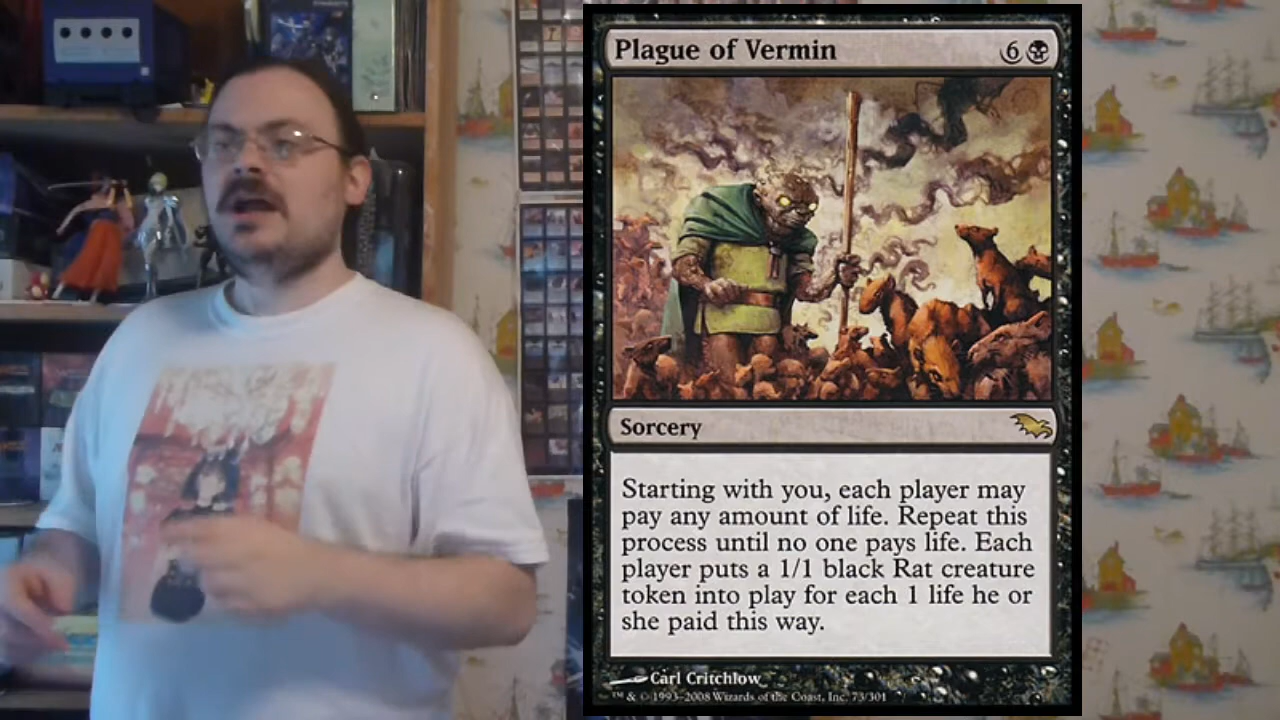 Plague of Vermin 6
Sorcery
Starting with you, each player may
pay any amount of life. Repeat this
process until no one pays life. Each
player puts a 1/1 black Rat creature
token into play for each 1 life he or
she paid this way.
Carl Critchlow
™ & © 1993–2008 Wizards of the Coast, Inc. 73/301